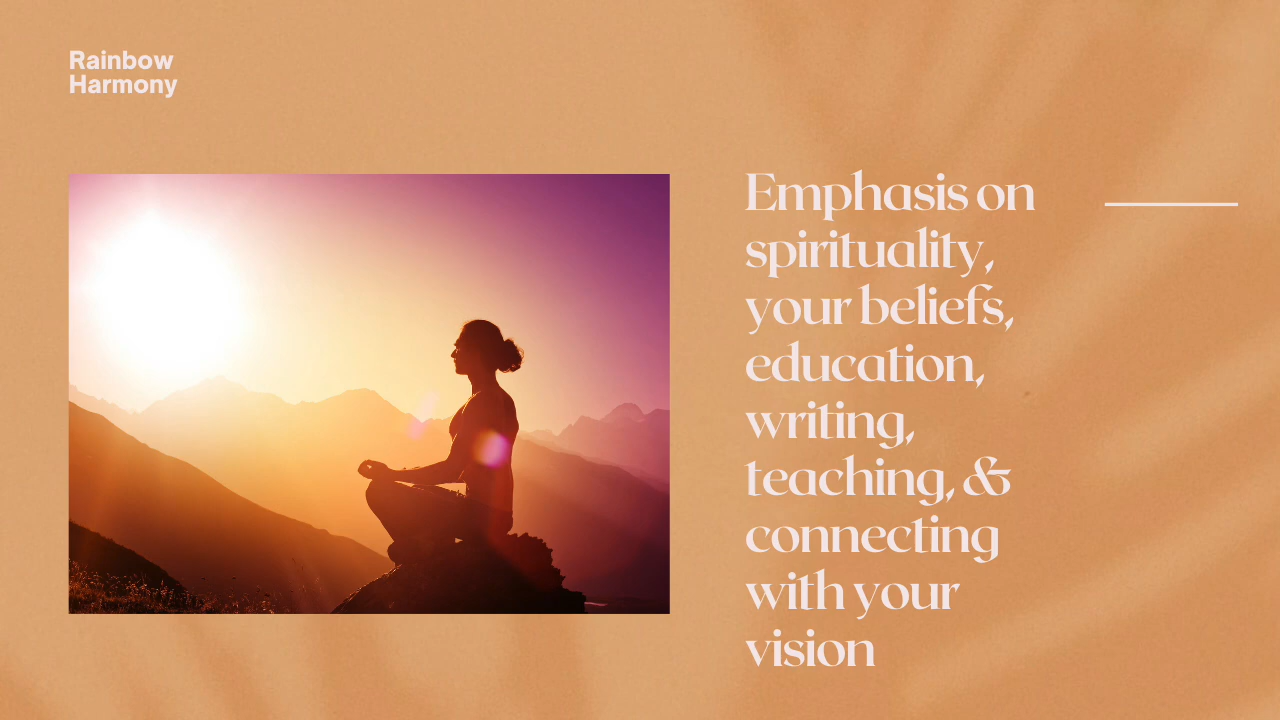 Rainbow
Harmony
Emphasis on
spirituality,
your beliefs,
education,
writing,
teaching, &
connecting
with your
vision